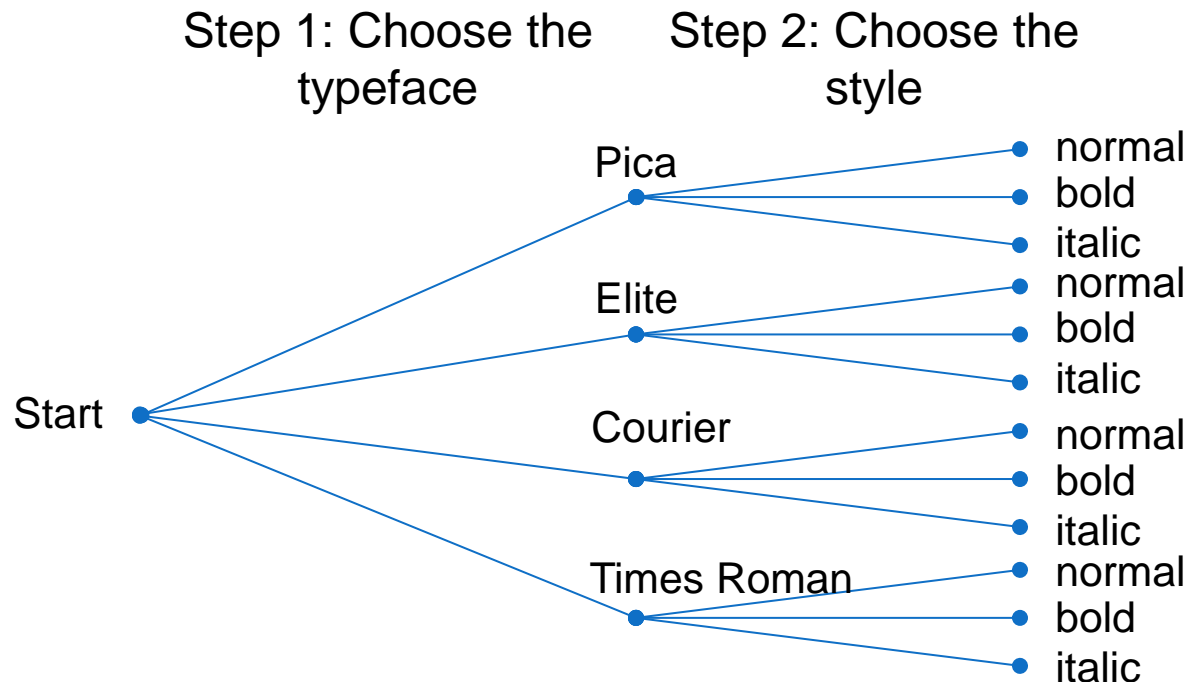 Step 1: Choose the typeface
Step 2: Choose the style
Start
Pica
normal
bold
italic
Elite
normal
bold
italic
Courier
normal
bold
italic
Times Roman
normal
bold
italic